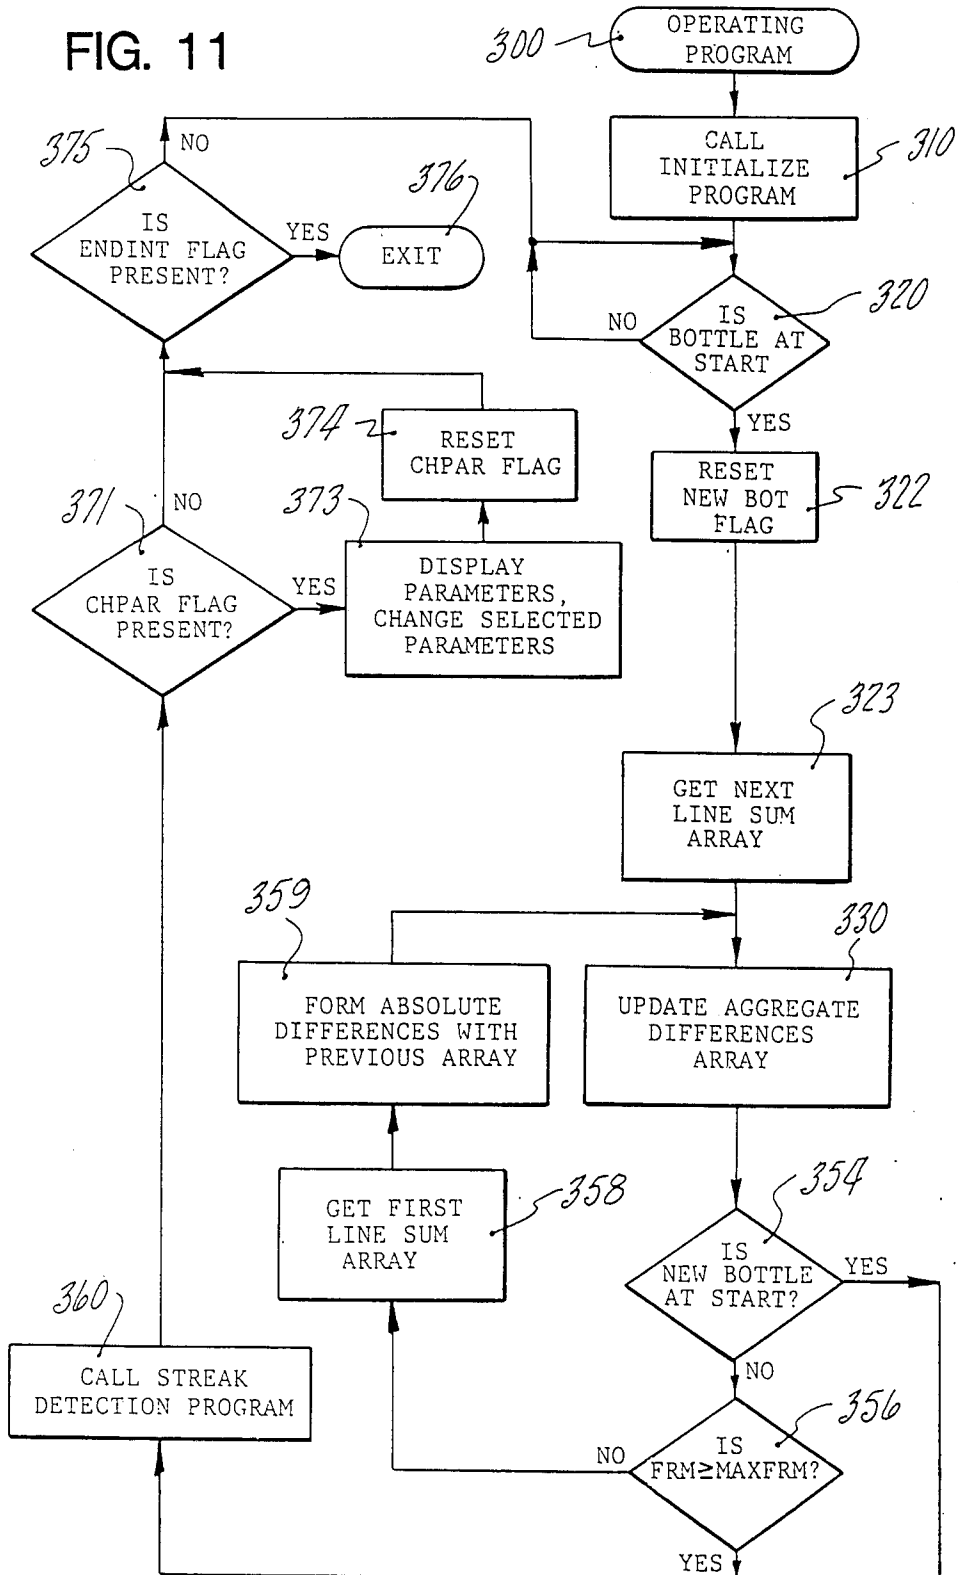 FIG. 11
300
OPERATING
PROGRAM
CALL
INITIALIZE
PROGRAM
310
375
NO
IS
ENDINT FLAG
PRESENT?
YES
376
EXIT
320
IS
BOTTLE AT
START
NO
YES
374
RESET
CHPAR FLAG
RESET
NEW BOT
FLAG
322
371
NO
IS
CHPAR FLAG
PRESENT?
YES
373
DISPLAY
PARAMETERS,
CHANGE SELECTED
PARAMETERS
323
GET NEXT
LINE SUM
ARRAY
359
FORM ABSOLUTE
DIFFERENCES WITH
PREVIOUS ARRAY
330
UPDATE AGGREGATE
DIFFERENCES
ARRAY
358
GET FIRST
LINE SUM
ARRAY
354
IS
NEW BOTTLE
AT START?
YES
NO
360
CALL STREAK
DETECTION PROGRAM
356
IS
FRM≥MAXFRM?
NO
YES